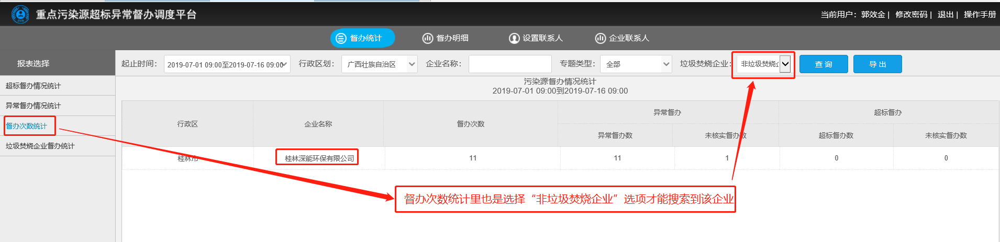 重点污染源超标异常督办调度平台
当前用户：郭效金 | 修改密码 | 退出 | 操作手册
督办统计 督办明细 设置联系人 企业联系人
报表选择
起止时间： 2019-07-01 09:00至2019-07-16 09:00 行政区划： 广西壮族自治区 企业名称： 专题类型： 全部 垃圾焚烧企业： 非垃圾焚烧 查 询 导 出
超标督办情况统计
异常督办情况统计
督办次数统计
垃圾焚烧企业督办统计
污染源督办情况统计
2019-07-01 09:00到2019-07-16 09:00
行政区 企业名称 督办次数 异常督办 超标督办
异常督办数 未核实督办数 超标督办数 未核实督办数
桂林市 桂林深能环保有限公司 11 11 1 0 0
督办次数统计里也是选择“非垃圾焚烧企业”选项才能搜索到该企业